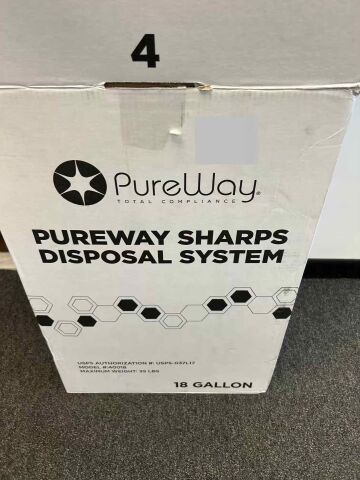 4
PureWay®
TOTAL COMPLIANCE
PUREWAY SHARPS
DISPOSAL SYSTEM
USPS AUTHORIZATION #: USPS-037L17
MODEL #:40018
MAXIMUM WEIGHT: 35 LBS
18 GALLON